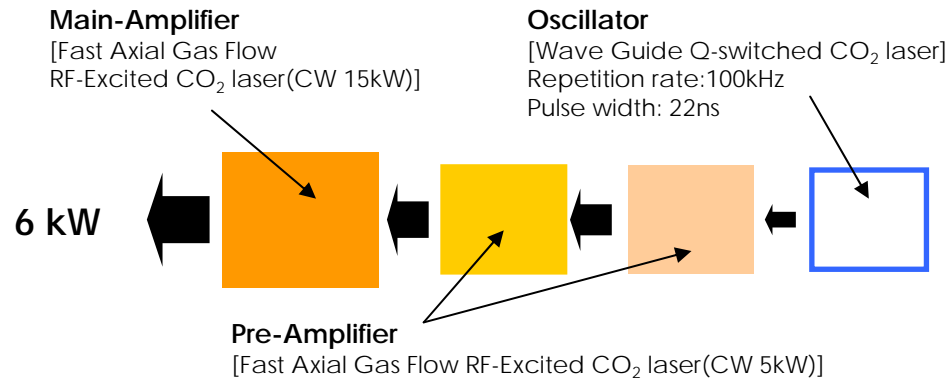 Main-Amplifier
[Fast Axial Gas Flow
RF-Excited CO₂ laser(CW 15kW)]
Oscillator
[Wave Guide Q-switched CO₂ laser]
Repetition rate:100kHz
Pulse width: 22ns
6 kW
Pre-Amplifier
[Fast Axial Gas Flow RF-Excited CO₂ laser(CW 5kW)]